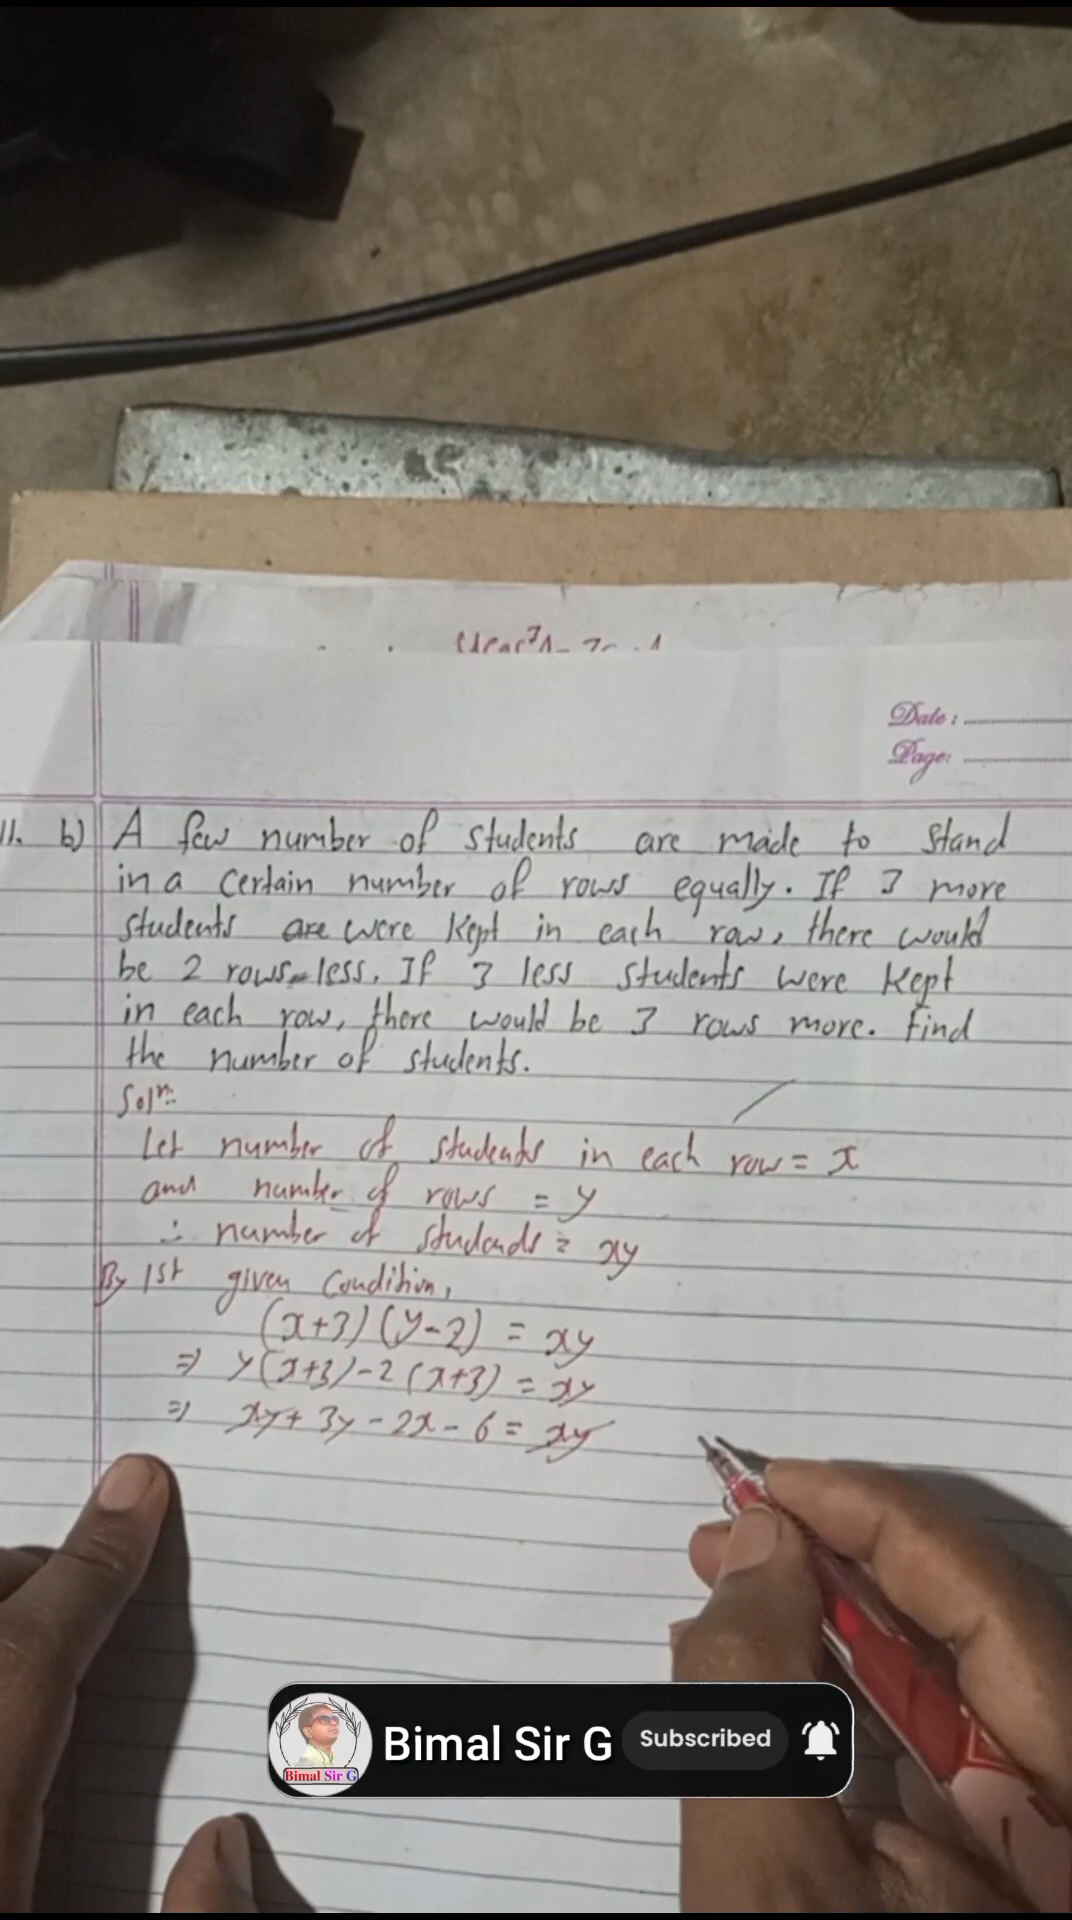 Date:
Page:
11. b) A few number of students are made to stand
in a certain number of rows equally. If 3 more
students are were kept in each row, there would
be 2 rows less. If 3 less students were kept
in each row, there would be 3 rows more. Find
the number of students.
Solⁿ:
Let number of students in each row = x
and number of rows = y
∴ number of students = xy
By 1st given condition,
(x+3) (y-2) = xy
⇒ y(x+3)-2(x+3) = xy
⇒ xy + 3y - 2x - 6 = xy
Bimal Sir G
Bimal Sir G Subscribed